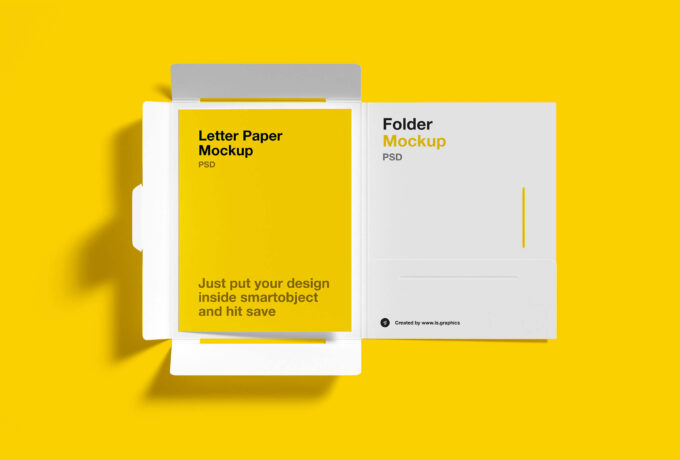 Letter Paper
Mockup
PSD
Just put your design
inside smartobject
and hit save
Folder
Mockup
PSD
Created by www.ls.graphics